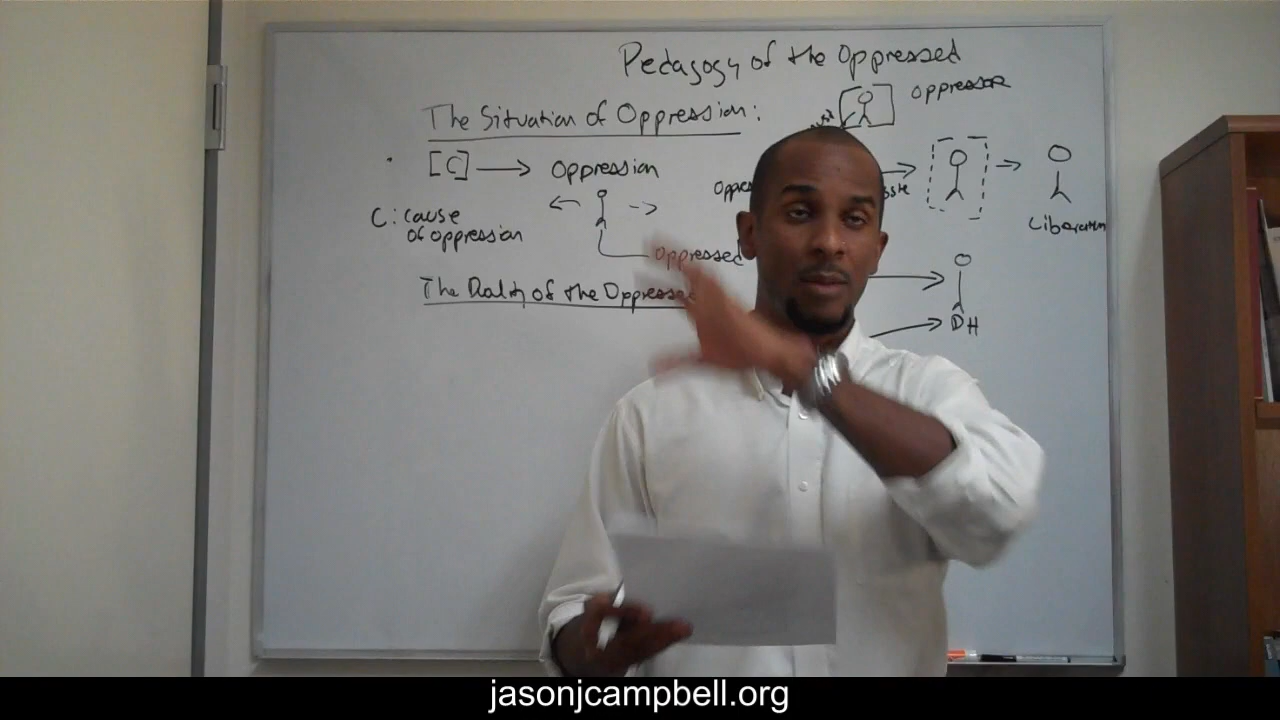 Pedagogy of the Oppressed
The Situation of Oppression:
OPPRESSOR
[C] → Oppression
C: cause
of oppression
Oppressed
Liberation
The Duality of the Oppressed
DH
jasonjcampbell.org